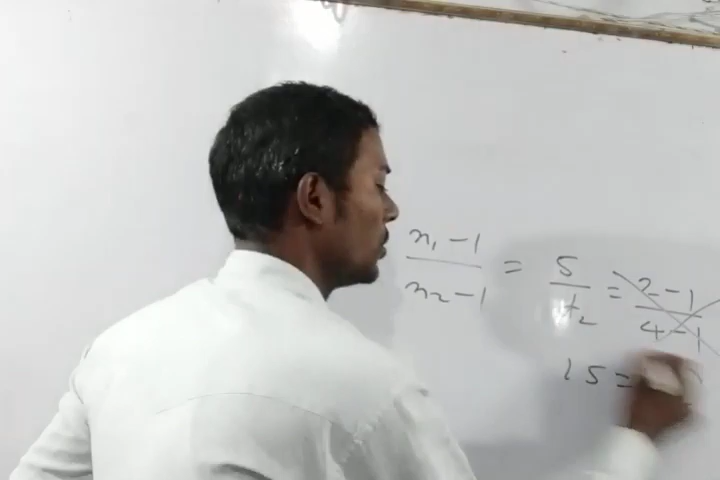 n₁ - 1 / n₂ - 1 = 5 / t₂ = 2 - 1 / 4 - 1
15 =